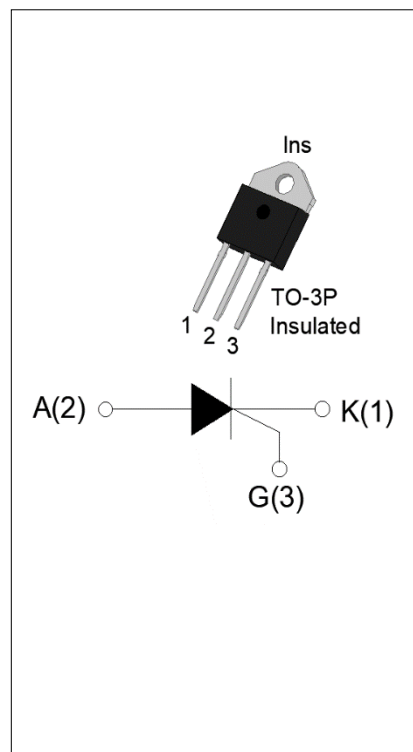 Ins
TO-3P
Insulated
1 2 3
A(2)
K(1)
G(3)